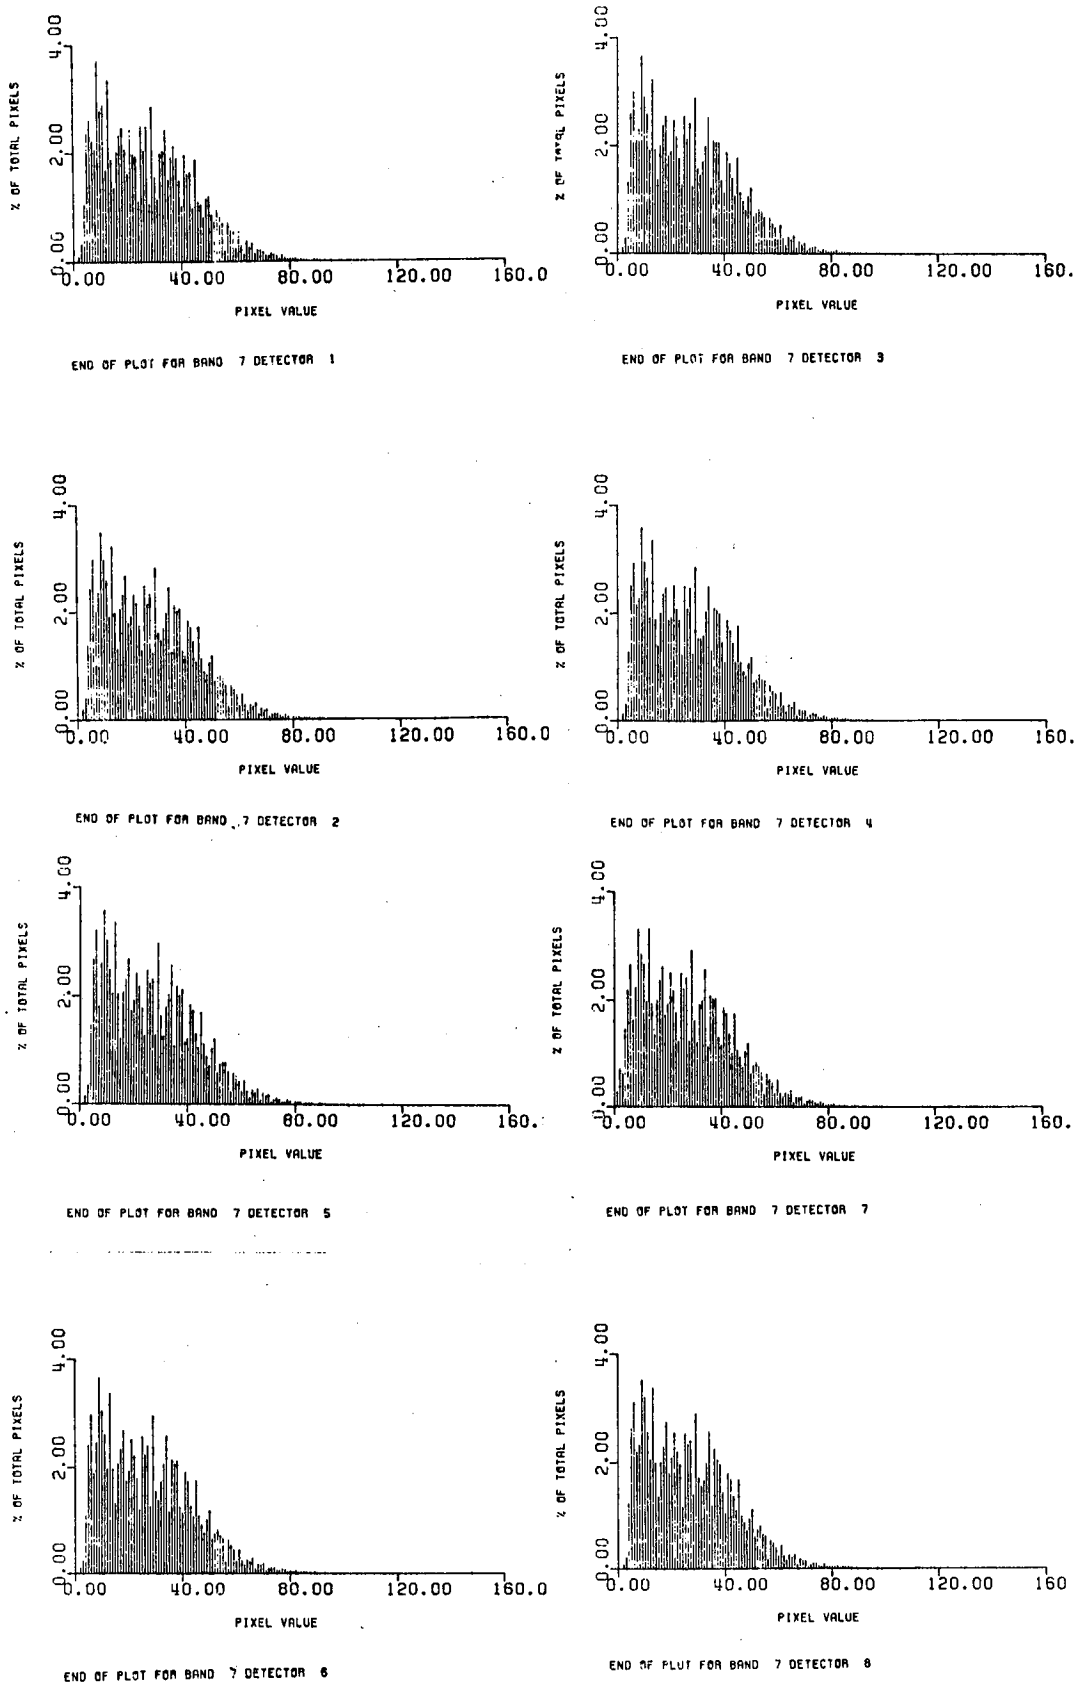 4.00
2.00
0.00
% OF TOTAL PIXELS
0.00 40.00 80.00 120.00 160.0
PIXEL VALUE
END OF PLOT FOR BAND 7 DETECTOR 1
4.00
2.00
0.00
% OF TOTAL PIXELS
0.00 40.00 80.00 120.00 160.
PIXEL VALUE
END OF PLOT FOR BAND 7 DETECTOR 3
4.00
2.00
0.00
% OF TOTAL PIXELS
0.00 40.00 80.00 120.00 160.0
PIXEL VALUE
END OF PLOT FOR BAND 7 DETECTOR 2
4.00
2.00
0.00
% OF TOTAL PIXELS
0.00 40.00 80.00 120.00 160.
PIXEL VALUE
END OF PLOT FOR BAND 7 DETECTOR 4
4.00
2.00
0.00
% OF TOTAL PIXELS
0.00 40.00 80.00 120.00 160.
PIXEL VALUE
END OF PLOT FOR BAND 7 DETECTOR 5
4.00
2.00
0.00
% OF TOTAL PIXELS
0.00 40.00 80.00 120.00 160.
PIXEL VALUE
END OF PLOT FOR BAND 7 DETECTOR 7
4.00
2.00
0.00
% OF TOTAL PIXELS
0.00 40.00 80.00 120.00 160.0
PIXEL VALUE
END OF PLOT FOR BAND 7 DETECTOR 6
4.00
2.00
0.00
% OF TOTAL PIXELS
0.00 40.00 80.00 120.00 160
PIXEL VALUE
END OF PLOT FOR BAND 7 DETECTOR 8